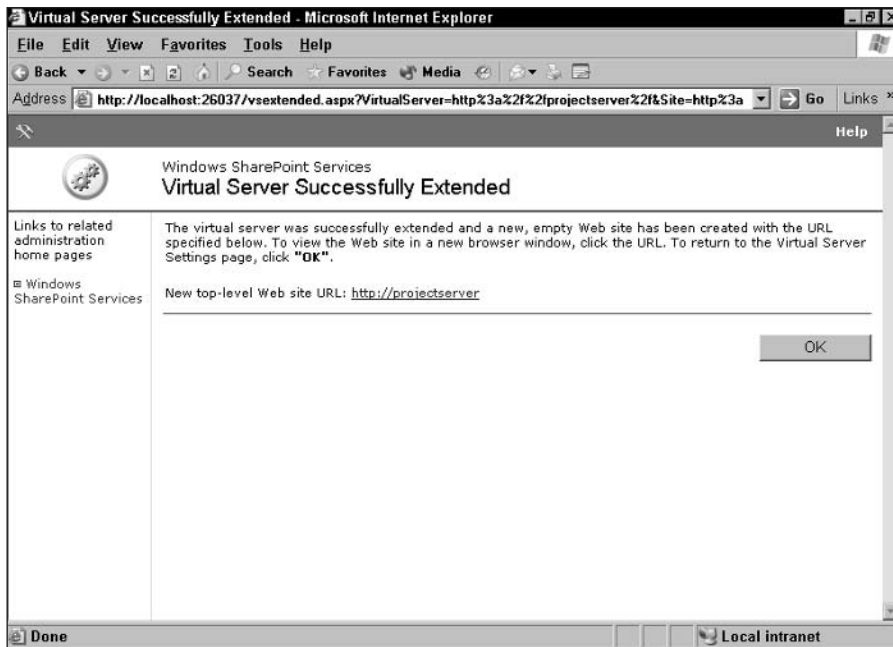 Virtual Server Successfully Extended - Microsoft Internet Explorer
File Edit View Favorites Tools Help
Back Search Favorites Media
Address http://localhost:26037/vsextended.aspx?VirtualServer=http%3a%2f%2fprojectserver%2f&Site=http%3a Go Links »
Help
Windows SharePoint Services
Virtual Server Successfully Extended
Links to related
administration
home pages
Windows
SharePoint Services
The virtual server was successfully extended and a new, empty Web site has been created with the URL
specified below. To view the Web site in a new browser window, click the URL. To return to the Virtual Server
Settings page, click "OK".
New top-level Web site URL: http://projectserver
OK
Done Local intranet